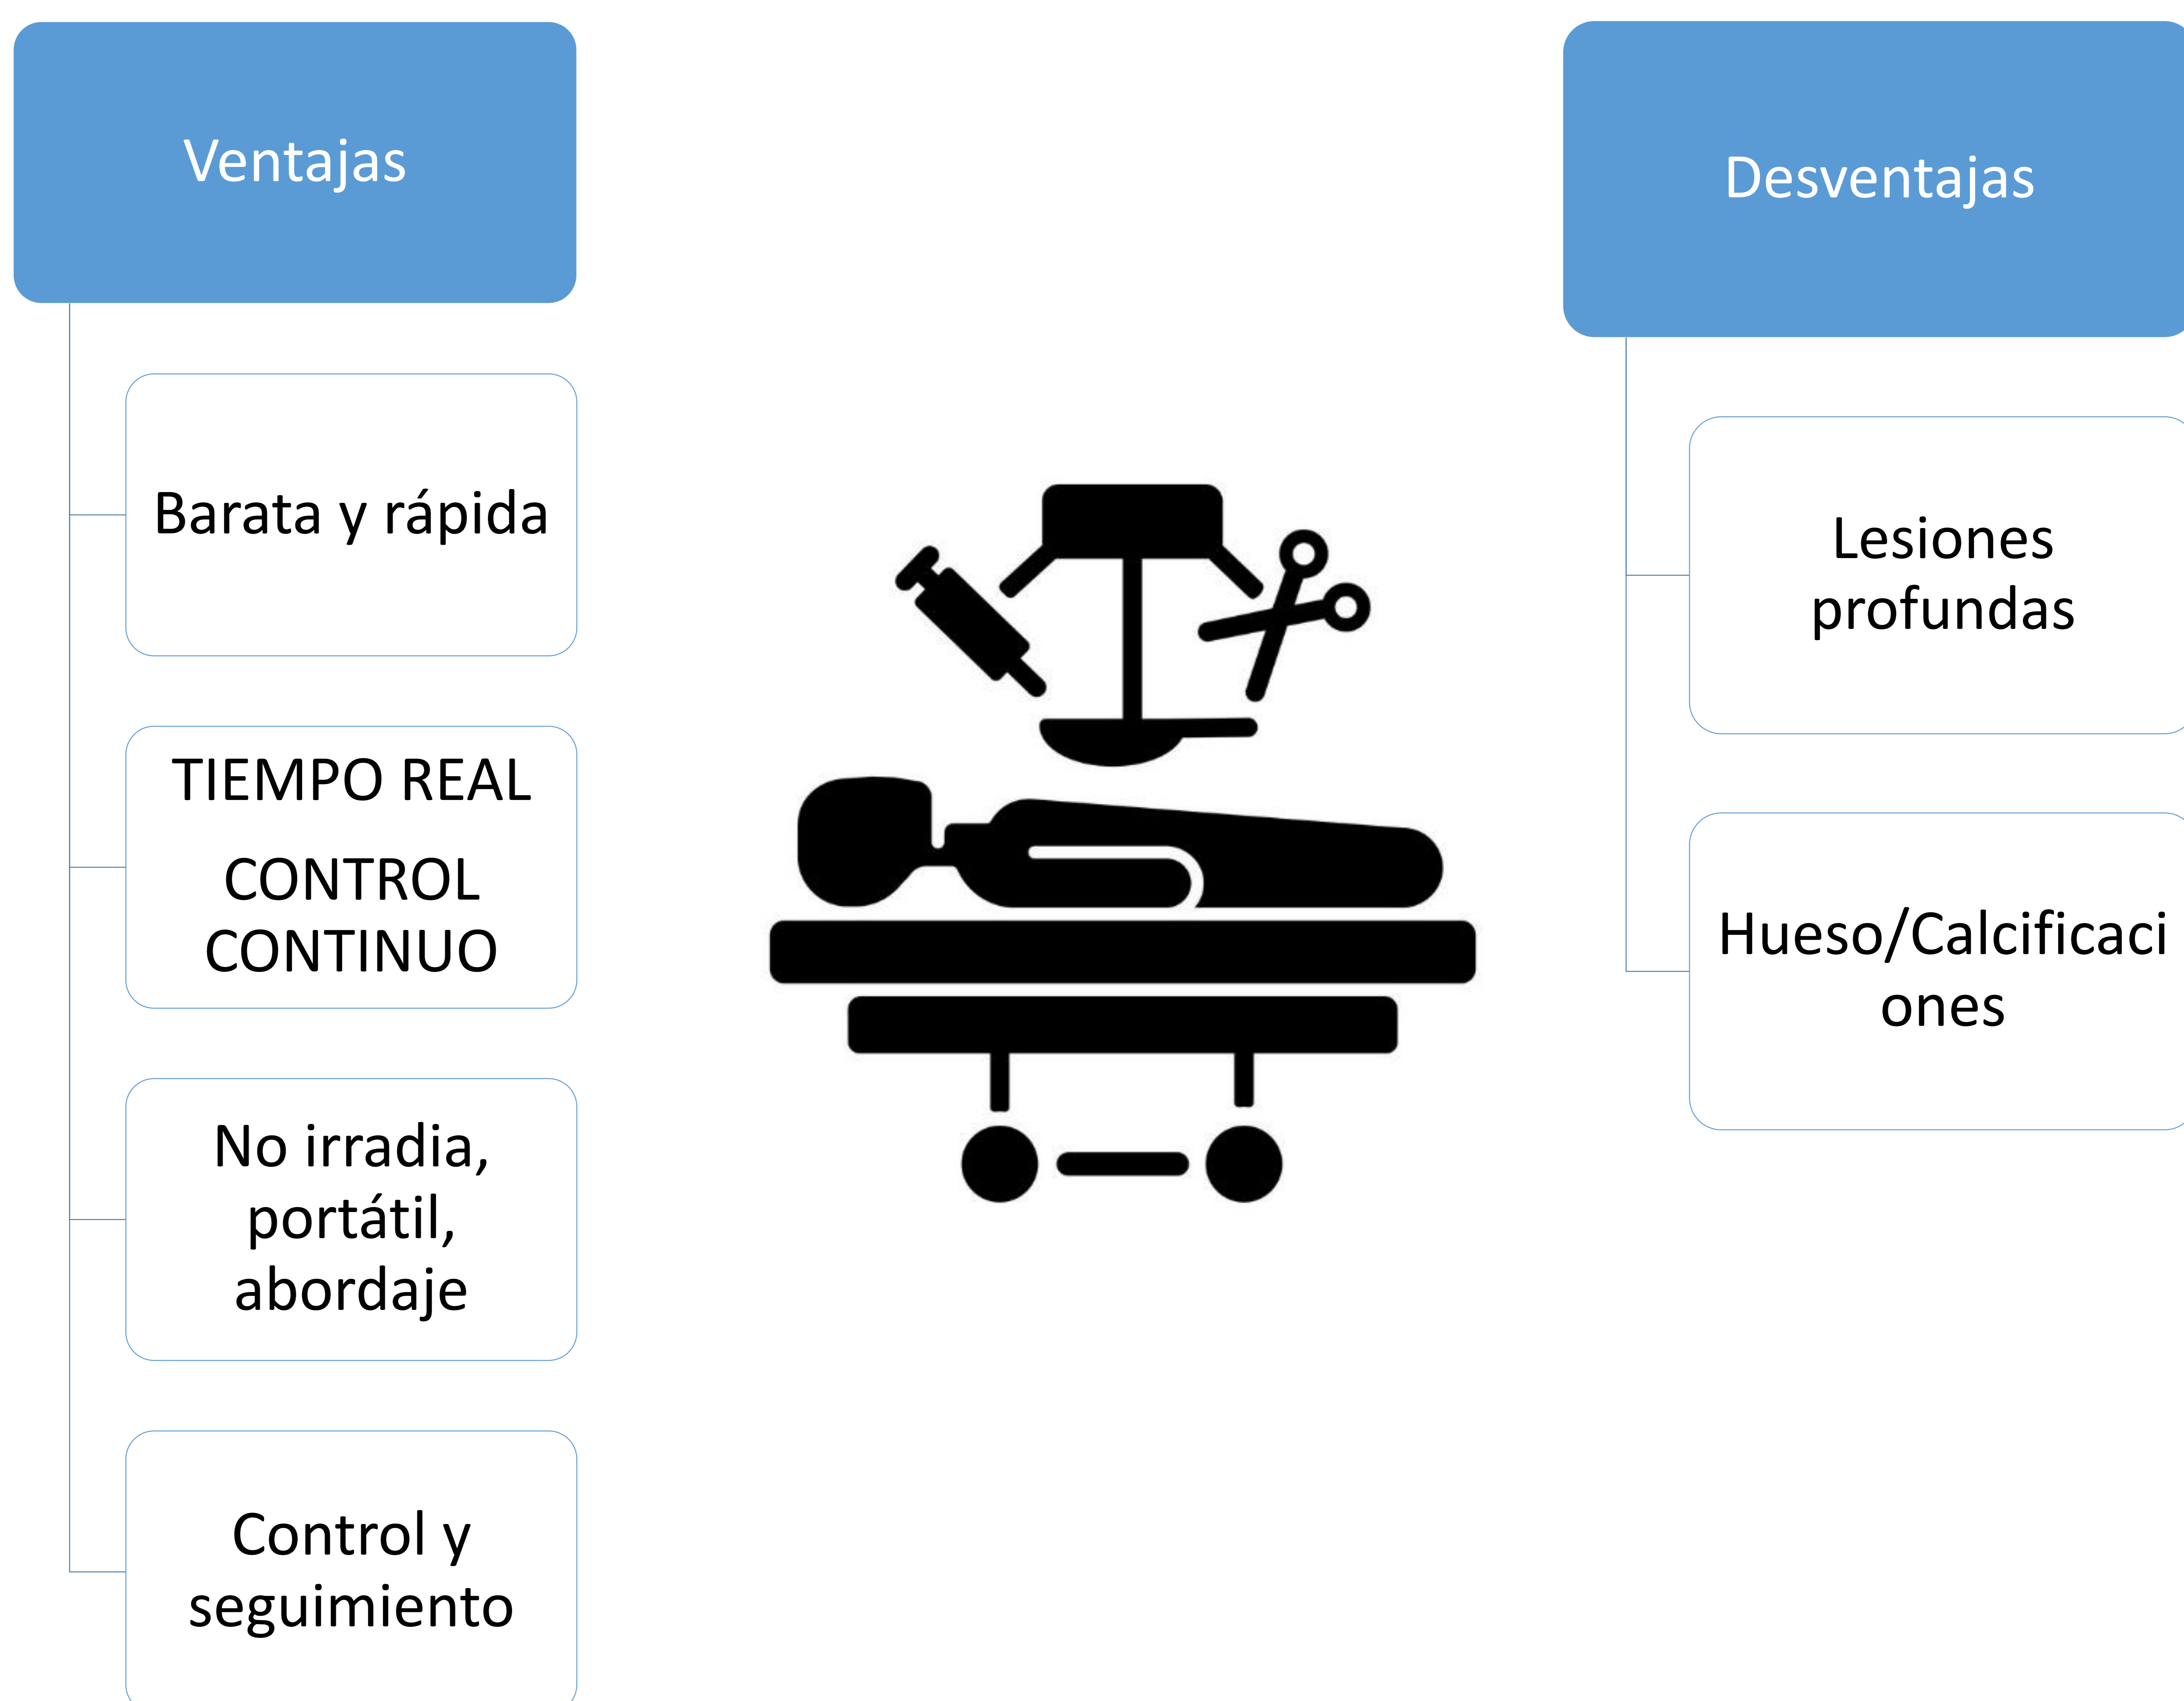 Ventajas
Barata y rápida
TIEMPO REAL
CONTROL
CONTINUO
No irradia,
portátil,
abordaje
Control y
seguimiento
Desventajas
Lesiones
profundas
Hueso/Calcificaci
ones